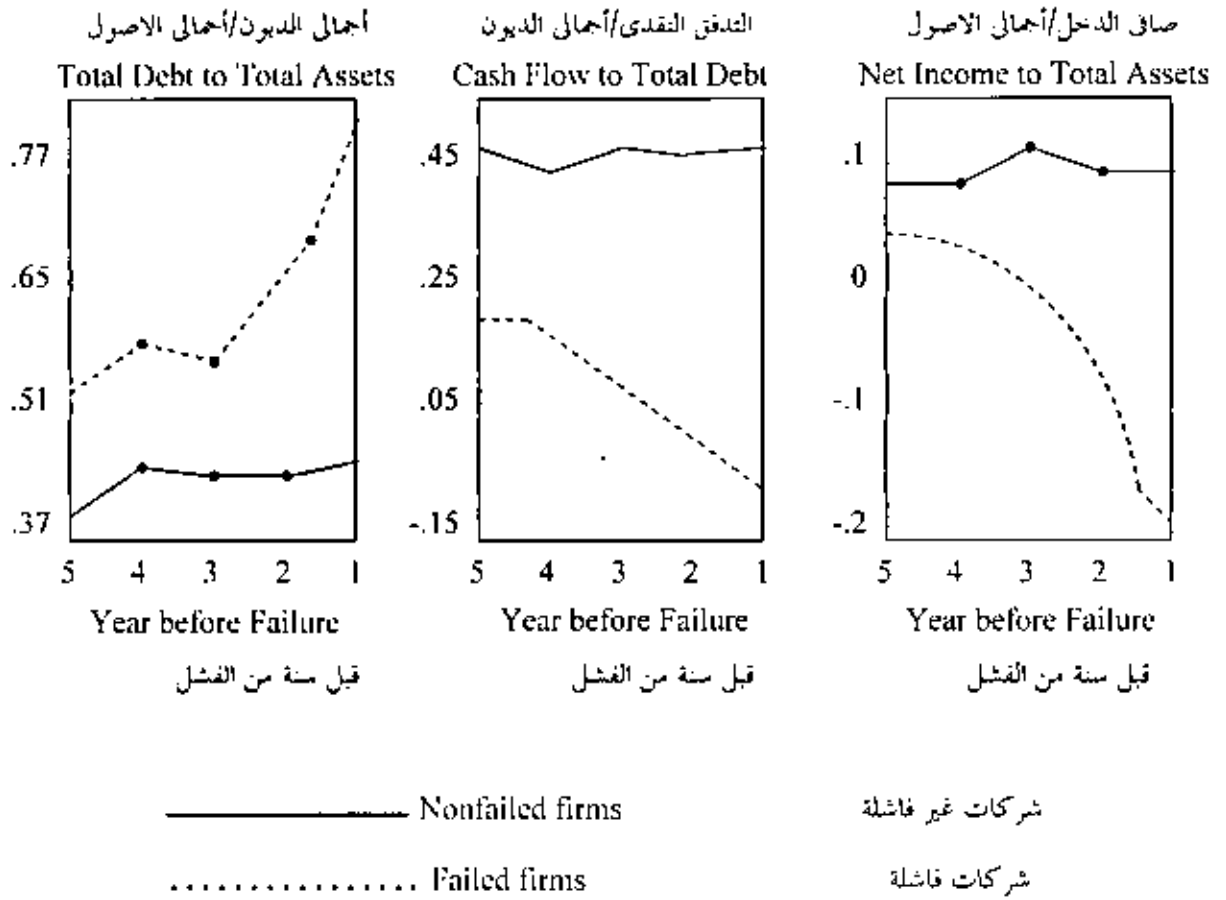 أجمالى الديون/أجمالى الاصول
Total Debt to Total Assets
.77
.65
.51
.37
5 4 3 2 1
Year before Failure
قبل سنة من الفشل
التدفق النقدى/أجمالى الديون
Cash Flow to Total Debt
.45
.25
.05
-.15
5 4 3 2 1
Year before Failure
قبل سنة من الفشل
صافى الدخل/أجمالى الاصول
Net Income to Total Assets
.1
0
-.1
-.2
5 4 3 2 1
Year before Failure
قبل سنة من الفشل
Nonfailed firms شركات غير فاشلة
Failed firms شركات فاشلة